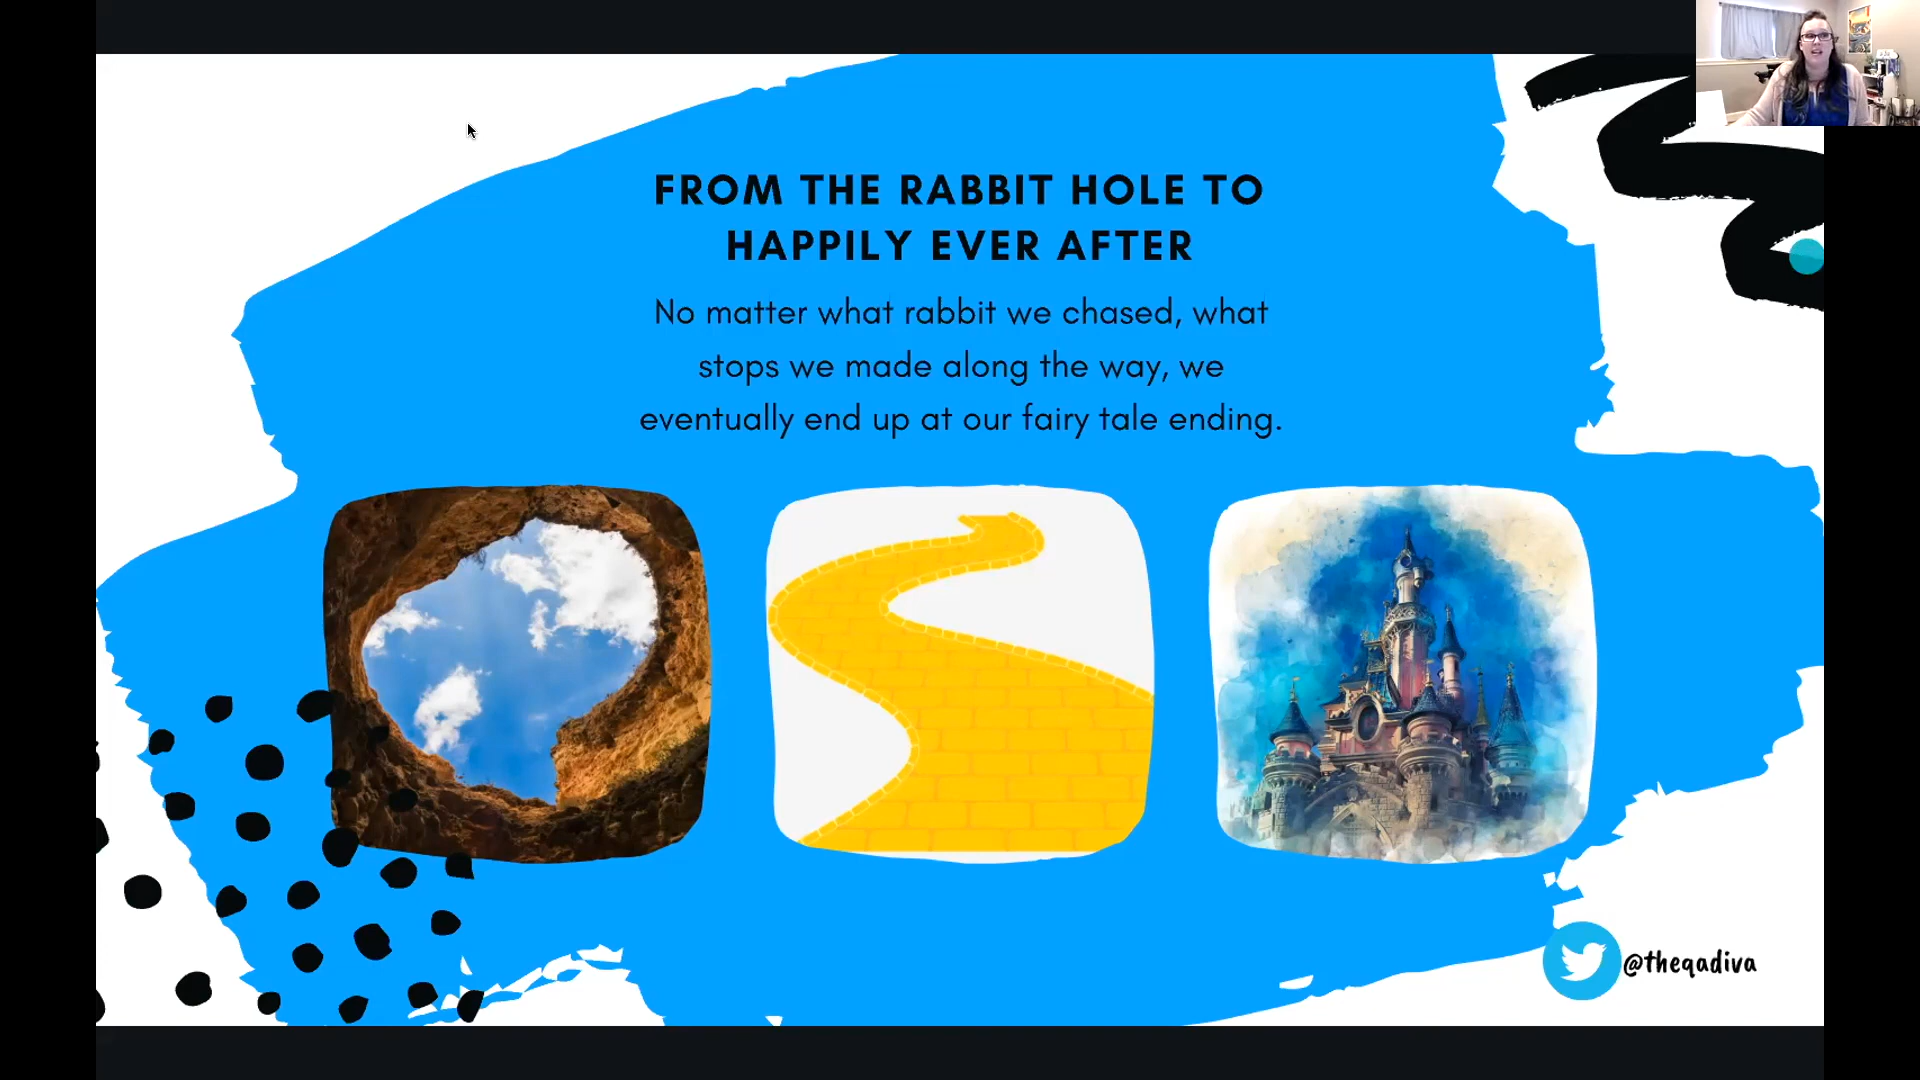 FROM THE RABBIT HOLE TO
HAPPILY EVER AFTER
No matter what rabbit we chased, what
stops we made along the way, we
eventually end up at our fairy tale ending.
@theqadiva